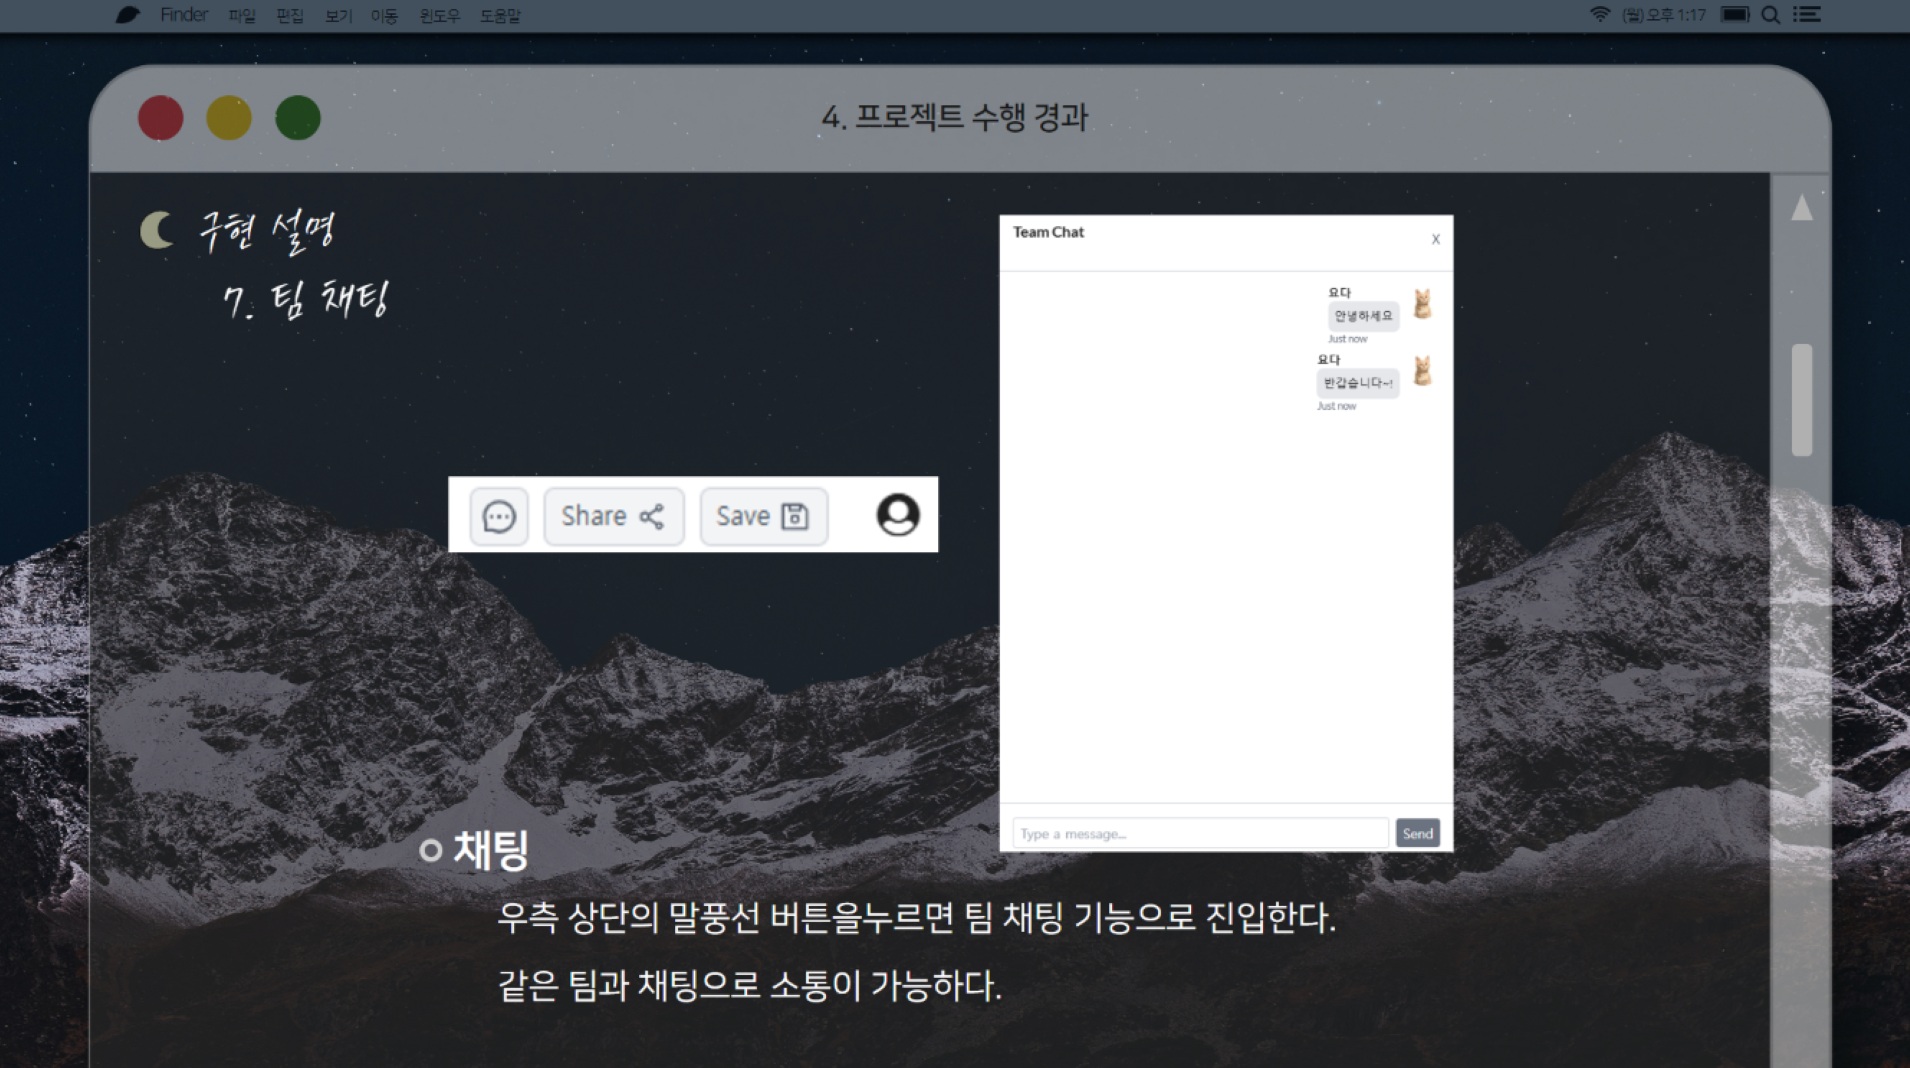 Finder 파일 편집 보기 이동 윈도우 도움말 (월) 오후 1:17
4. 프로젝트 수행 경과
구현 설명
7. 팀 채팅
Share
Save
Team Chat
X
요다
안녕하세요
Just now
요다
반갑습니다~!
Just now
Type a message...
Send
채팅
우측 상단의 말풍선 버튼을누르면 팀 채팅 기능으로 진입한다.
같은 팀과 채팅으로 소통이 가능하다.